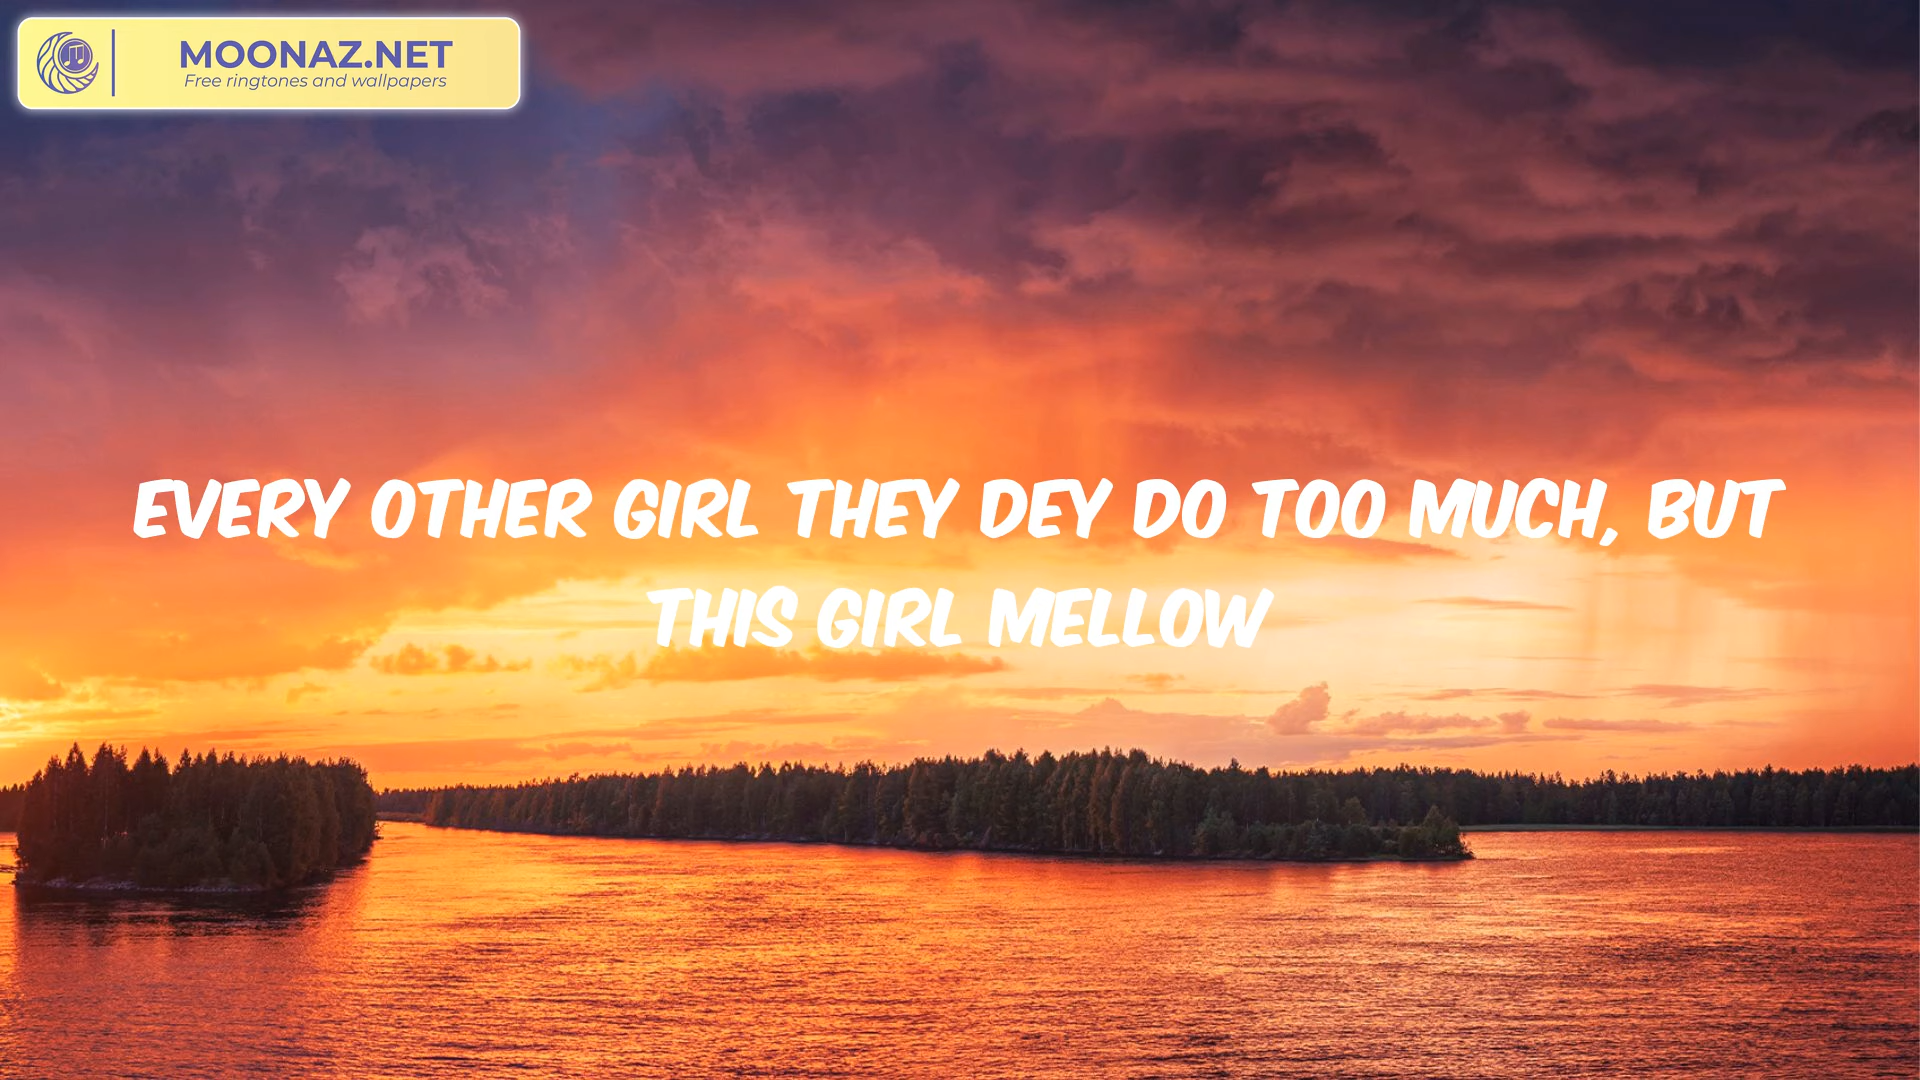 MOONAZ.NET
Free ringtones and wallpapers
EVERY OTHER GIRL THEY DEY DO TOO MUCH, BUT
THIS GIRL MELLOW